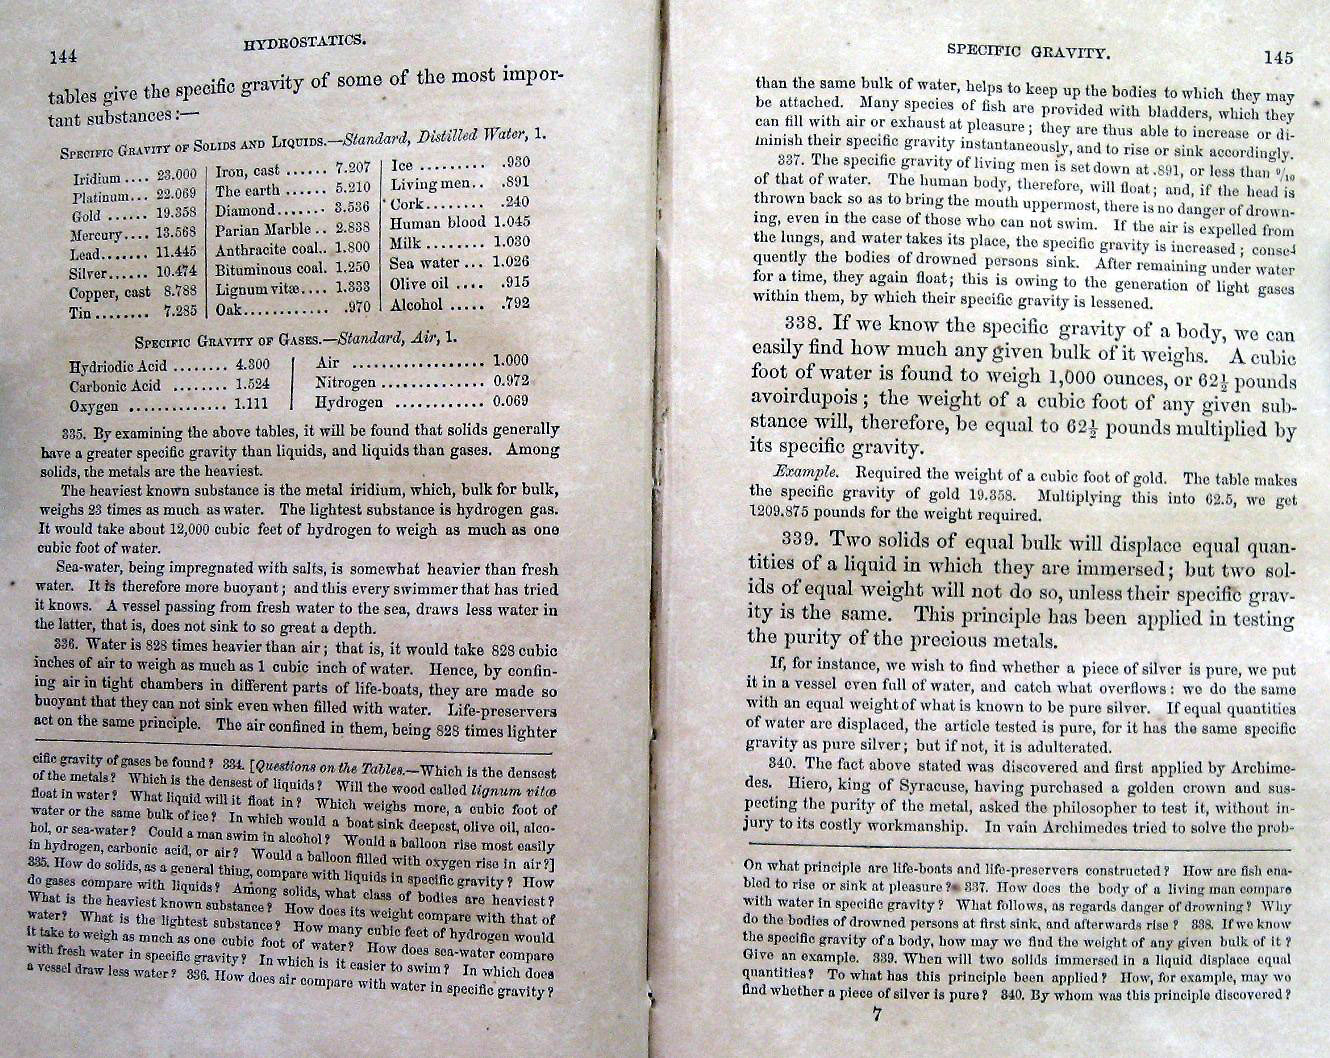 144
HYDROSTATICS.
tables give the specific gravity of some of the most impor-
tant substances:—
SPECIFIC GRAVITY OF SOLIDS AND LIQUIDS.—Standard, Distilled Water, 1.
Iridium .... 23.000 | Iron, cast ...... 7.207 | Ice ......... .930
Platinum... 22.069 | The earth ...... 5.210 | Living men.. .891
Gold ...... 19.358 | Diamond....... 3.536 | Cork........ .240
Mercury.... 13.568 | Parian Marble .. 2.838 | Human blood 1.045
Lead....... 11.445 | Anthracite coal.. 1.800 | Milk ........ 1.030
Silver...... 10.474 | Bituminous coal. 1.250 | Sea water ... 1.026
Copper, cast 8.788 | Lignum vitæ.... 1.333 | Olive oil .... .915
Tin........ 7.285 | Oak............ .970 | Alcohol ..... .792
SPECIFIC GRAVITY OF GASES.—Standard, Air, 1.
Hydriodic Acid ........ 4.300 | Air .................. 1.000
Carbonic Acid ........ 1.524 | Nitrogen .............. 0.972
Oxygen .............. 1.111 | Hydrogen ............ 0.069
335. By examining the above tables, it will be found that solids generally
have a greater specific gravity than liquids, and liquids than gases. Among
solids, the metals are the heaviest.
The heaviest known substance is the metal iridium, which, bulk for bulk,
weighs 23 times as much as water. The lightest substance is hydrogen gas.
It would take about 12,000 cubic feet of hydrogen to weigh as much as one
cubic foot of water.
Sea-water, being impregnated with salts, is somewhat heavier than fresh
water. It is therefore more buoyant; and this every swimmer that has tried
it knows. A vessel passing from fresh water to the sea, draws less water in
the latter, that is, does not sink to so great a depth.
336. Water is 828 times heavier than air; that is, it would take 828 cubic
inches of air to weigh as much as 1 cubic inch of water. Hence, by confin-
ing air in tight chambers in different parts of life-boats, they are made so
buoyant that they can not sink even when filled with water. Life-preservers
act on the same principle. The air confined in them, being 828 times lighter
cific gravity of gases be found? 334. [Questions on the Tables.—Which is the densest
of the metals? Which is the densest of liquids? Will the wood called lignum vitæ
float in water? What liquid will it float in? Which weighs more, a cubic foot of
water or the same bulk of ice? In which would a boat sink deepest, olive oil, alco-
hol, or sea-water? Could a man swim in alcohol? Would a balloon rise most easily
in hydrogen, carbonic acid, or air? Would a balloon filled with oxygen rise in air?]
335. How do solids, as a general thing, compare with liquids in specific gravity? How
do gases compare with liquids? Among solids, what class of bodies are heaviest?
What is the heaviest known substance? How does its weight compare with that of
water? What is the lightest substance? How many cubic feet of hydrogen would
it take to weigh as much as one cubic foot of water? How does sea-water compare
with fresh water in specific gravity? In which is it easier to swim? In which does
a vessel draw less water? 336. How does air compare with water in specific gravity?
SPECIFIC GRAVITY.
145
than the same bulk of water, helps to keep up the bodies to which they may
be attached. Many species of fish are provided with bladders, which they
can fill with air or exhaust at pleasure; they are thus able to increase or di-
minish their specific gravity instantaneously, and to rise or sink accordingly.
337. The specific gravity of living men is set down at .891, or less than 9/10
of that of water. The human body, therefore, will float; and, if the head is
thrown back so as to bring the mouth uppermost, there is no danger of drown-
ing, even in the case of those who can not swim. If the air is expelled from
the lungs, and water takes its place, the specific gravity is increased; conse-
quently the bodies of drowned persons sink. After remaining under water
for a time, they again float; this is owing to the generation of light gases
within them, by which their specific gravity is lessened.
338. If we know the specific gravity of a body, we can
easily find how much any given bulk of it weighs. A cubic
foot of water is found to weigh 1,000 ounces, or 62½ pounds
avoirdupois; the weight of a cubic foot of any given sub-
stance will, therefore, be equal to 62½ pounds multiplied by
its specific gravity.
Example. Required the weight of a cubic foot of gold. The table makes
the specific gravity of gold 19.358. Multiplying this into 62.5, we get
1209.875 pounds for the weight required.
339. Two solids of equal bulk will displace equal quan-
tities of a liquid in which they are immersed; but two sol-
ids of equal weight will not do so, unless their specific grav-
ity is the same. This principle has been applied in testing
the purity of the precious metals.
If, for instance, we wish to find whether a piece of silver is pure, we put
it in a vessel even full of water, and catch what overflows: we do the same
with an equal weight of what is known to be pure silver. If equal quantities
of water are displaced, the article tested is pure, for it has the same specific
gravity as pure silver; but if not, it is adulterated.
340. The fact above stated was discovered and first applied by Archime-
des. Hiero, king of Syracuse, having purchased a golden crown and sus-
pecting the purity of the metal, asked the philosopher to test it, without in-
jury to its costly workmanship. In vain Archimedes tried to solve the prob-
On what principle are life-boats and life-preservers constructed? How are fish ena-
bled to rise or sink at pleasure? 337. How does the body of a living man compare
with water in specific gravity? What follows, as regards danger of drowning? Why
do the bodies of drowned persons at first sink, and afterwards rise? 338. If we know
the specific gravity of a body, how may we find the weight of any given bulk of it?
Give an example. 339. When will two solids immersed in a liquid displace equal
quantities? To what has this principle been applied? How, for example, may we
find whether a piece of silver is pure? 340. By whom was this principle discovered?
7